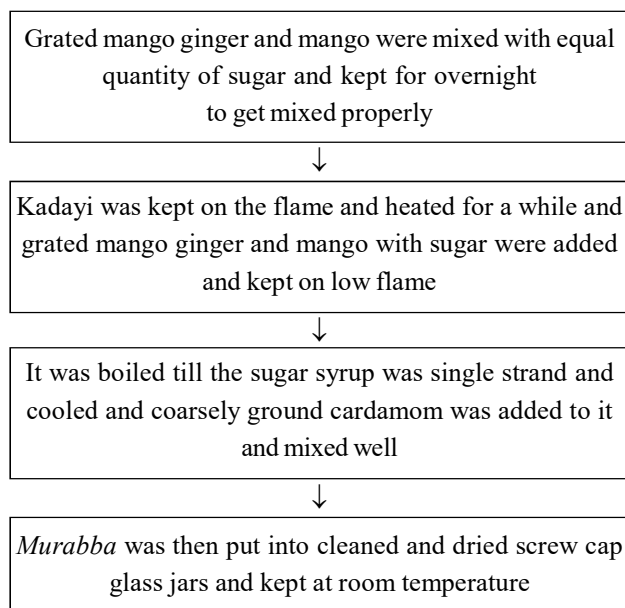 Grated mango ginger and mango were mixed with equal
quantity of sugar and kept for overnight
to get mixed properly
↓
Kadayi was kept on the flame and heated for a while and
grated mango ginger and mango with sugar were added
and kept on low flame
↓
It was boiled till the sugar syrup was single strand and
cooled and coarsely ground cardamom was added to it
and mixed well
↓
Murabba was then put into cleaned and dried screw cap
glass jars and kept at room temperature